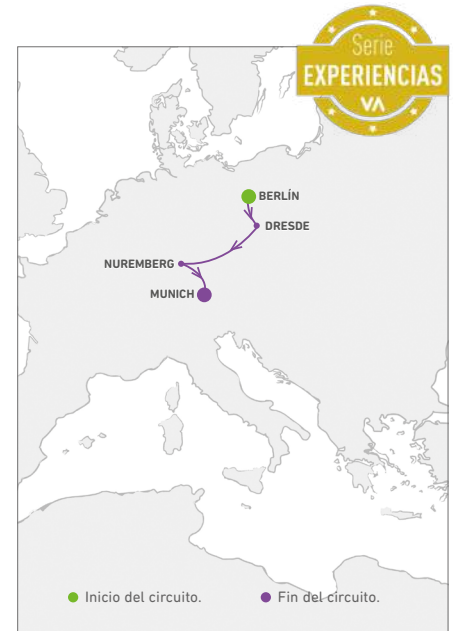 Serie
EXPERIENCIAS
VA
BERLÍN
DRESDE
NUREMBERG
MUNICH
Inicio del circuito.
Fin del circuito.